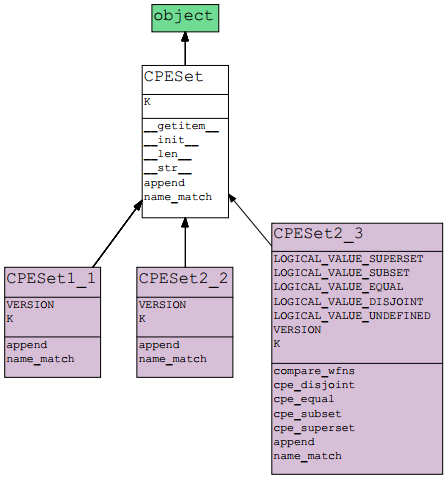 object
CPESet
K
__getitem__
__init__
__len__
__str__
append
name_match
CPESet1_1
VERSION
K
append
name_match
CPESet2_2
VERSION
K
append
name_match
CPESet2_3
LOGICAL_VALUE_SUPERSET
LOGICAL_VALUE_SUBSET
LOGICAL_VALUE_EQUAL
LOGICAL_VALUE_DISJOINT
LOGICAL_VALUE_UNDEFINED
VERSION
K
compare_wfns
cpe_disjoint
cpe_equal
cpe_subset
cpe_superset
append
name_match